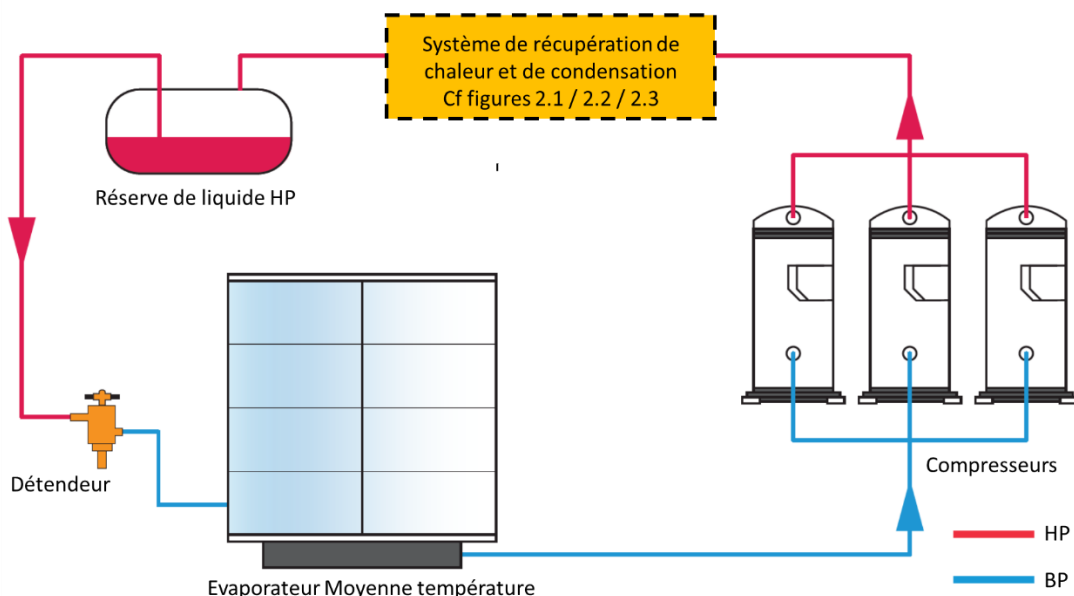 Système de récupération de
chaleur et de condensation
Cf figures 2.1 / 2.2 / 2.3
Réserve de liquide HP
Détendeur
Compresseurs
HP
BP
Evaporateur Moyenne température